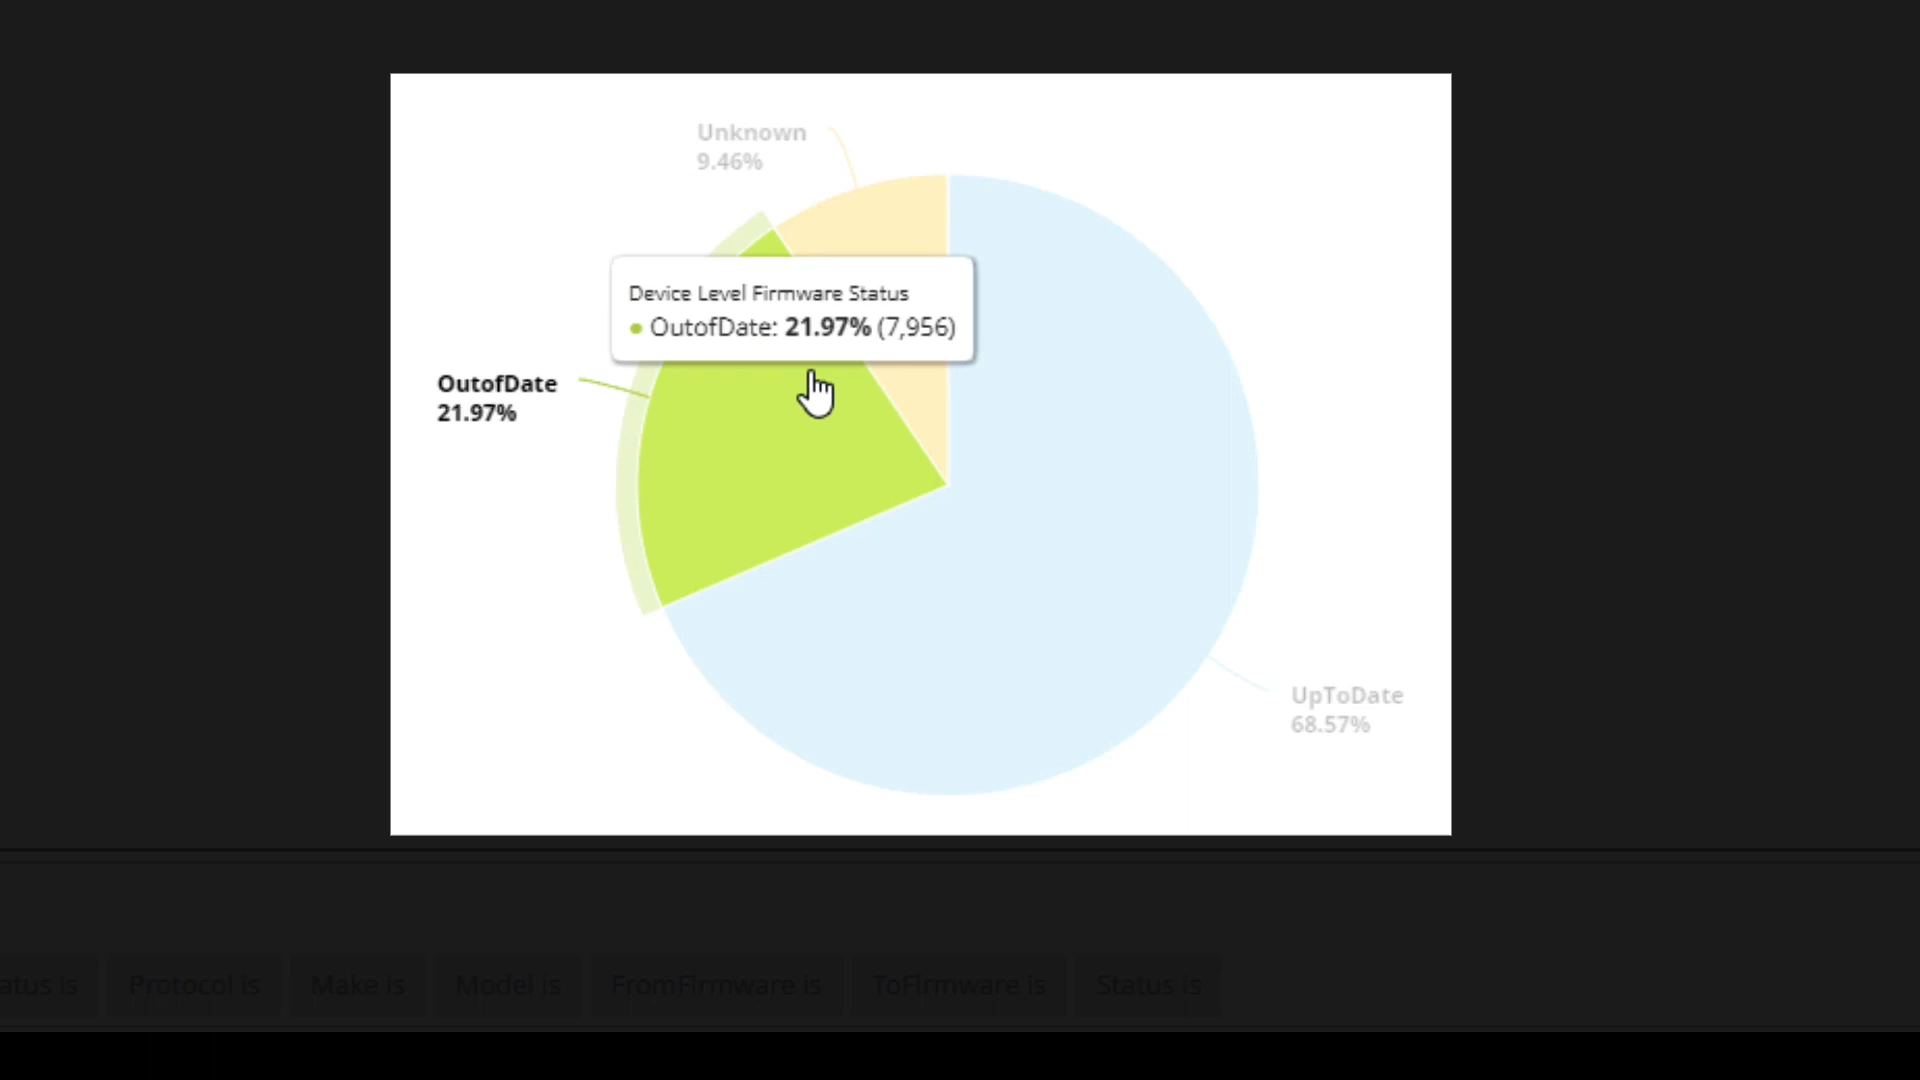 Unknown
9.46%
Device Level Firmware Status
OutofDate: 21.97% (7,956)
OutofDate
21.97%
UpToDate
68.57%
atus is
Protocol is
Make is
Model is
FromFirmware is
ToFirmware is
Status is